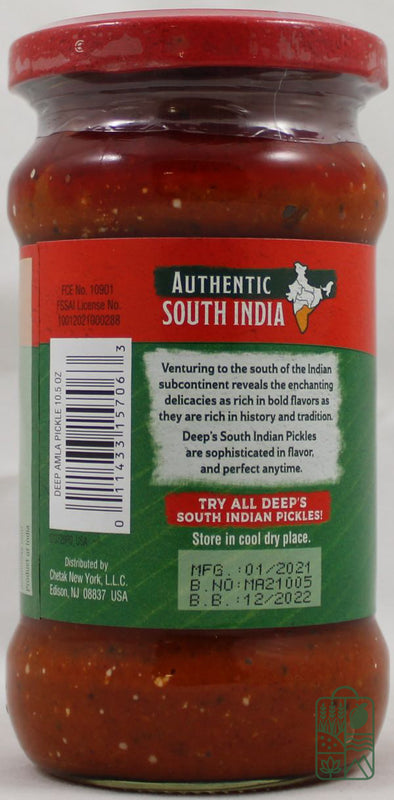 FCE No. 10901
FSSAI License No.
10012021000288
AUTHENTIC
SOUTH INDIA
Venturing to the south of the Indian
subcontinent reveals the enchanting
delicacies as rich in bold flavors as
they are rich in history and tradition.
Deep's South Indian Pickles
are sophisticated in flavor,
and perfect anytime.
TRY ALL DEEP'S
SOUTH INDIAN PICKLES!
Store in cool dry place.
MFG.:01/2021
B.NO:MA21005
B.B.:12/2022
DEEP AMLA PICKLE 10.5 OZ
0 11433 15706 3
Distributed by
Chetak New York, L.L.C.
Edison, NJ 08837 USA
Product of India